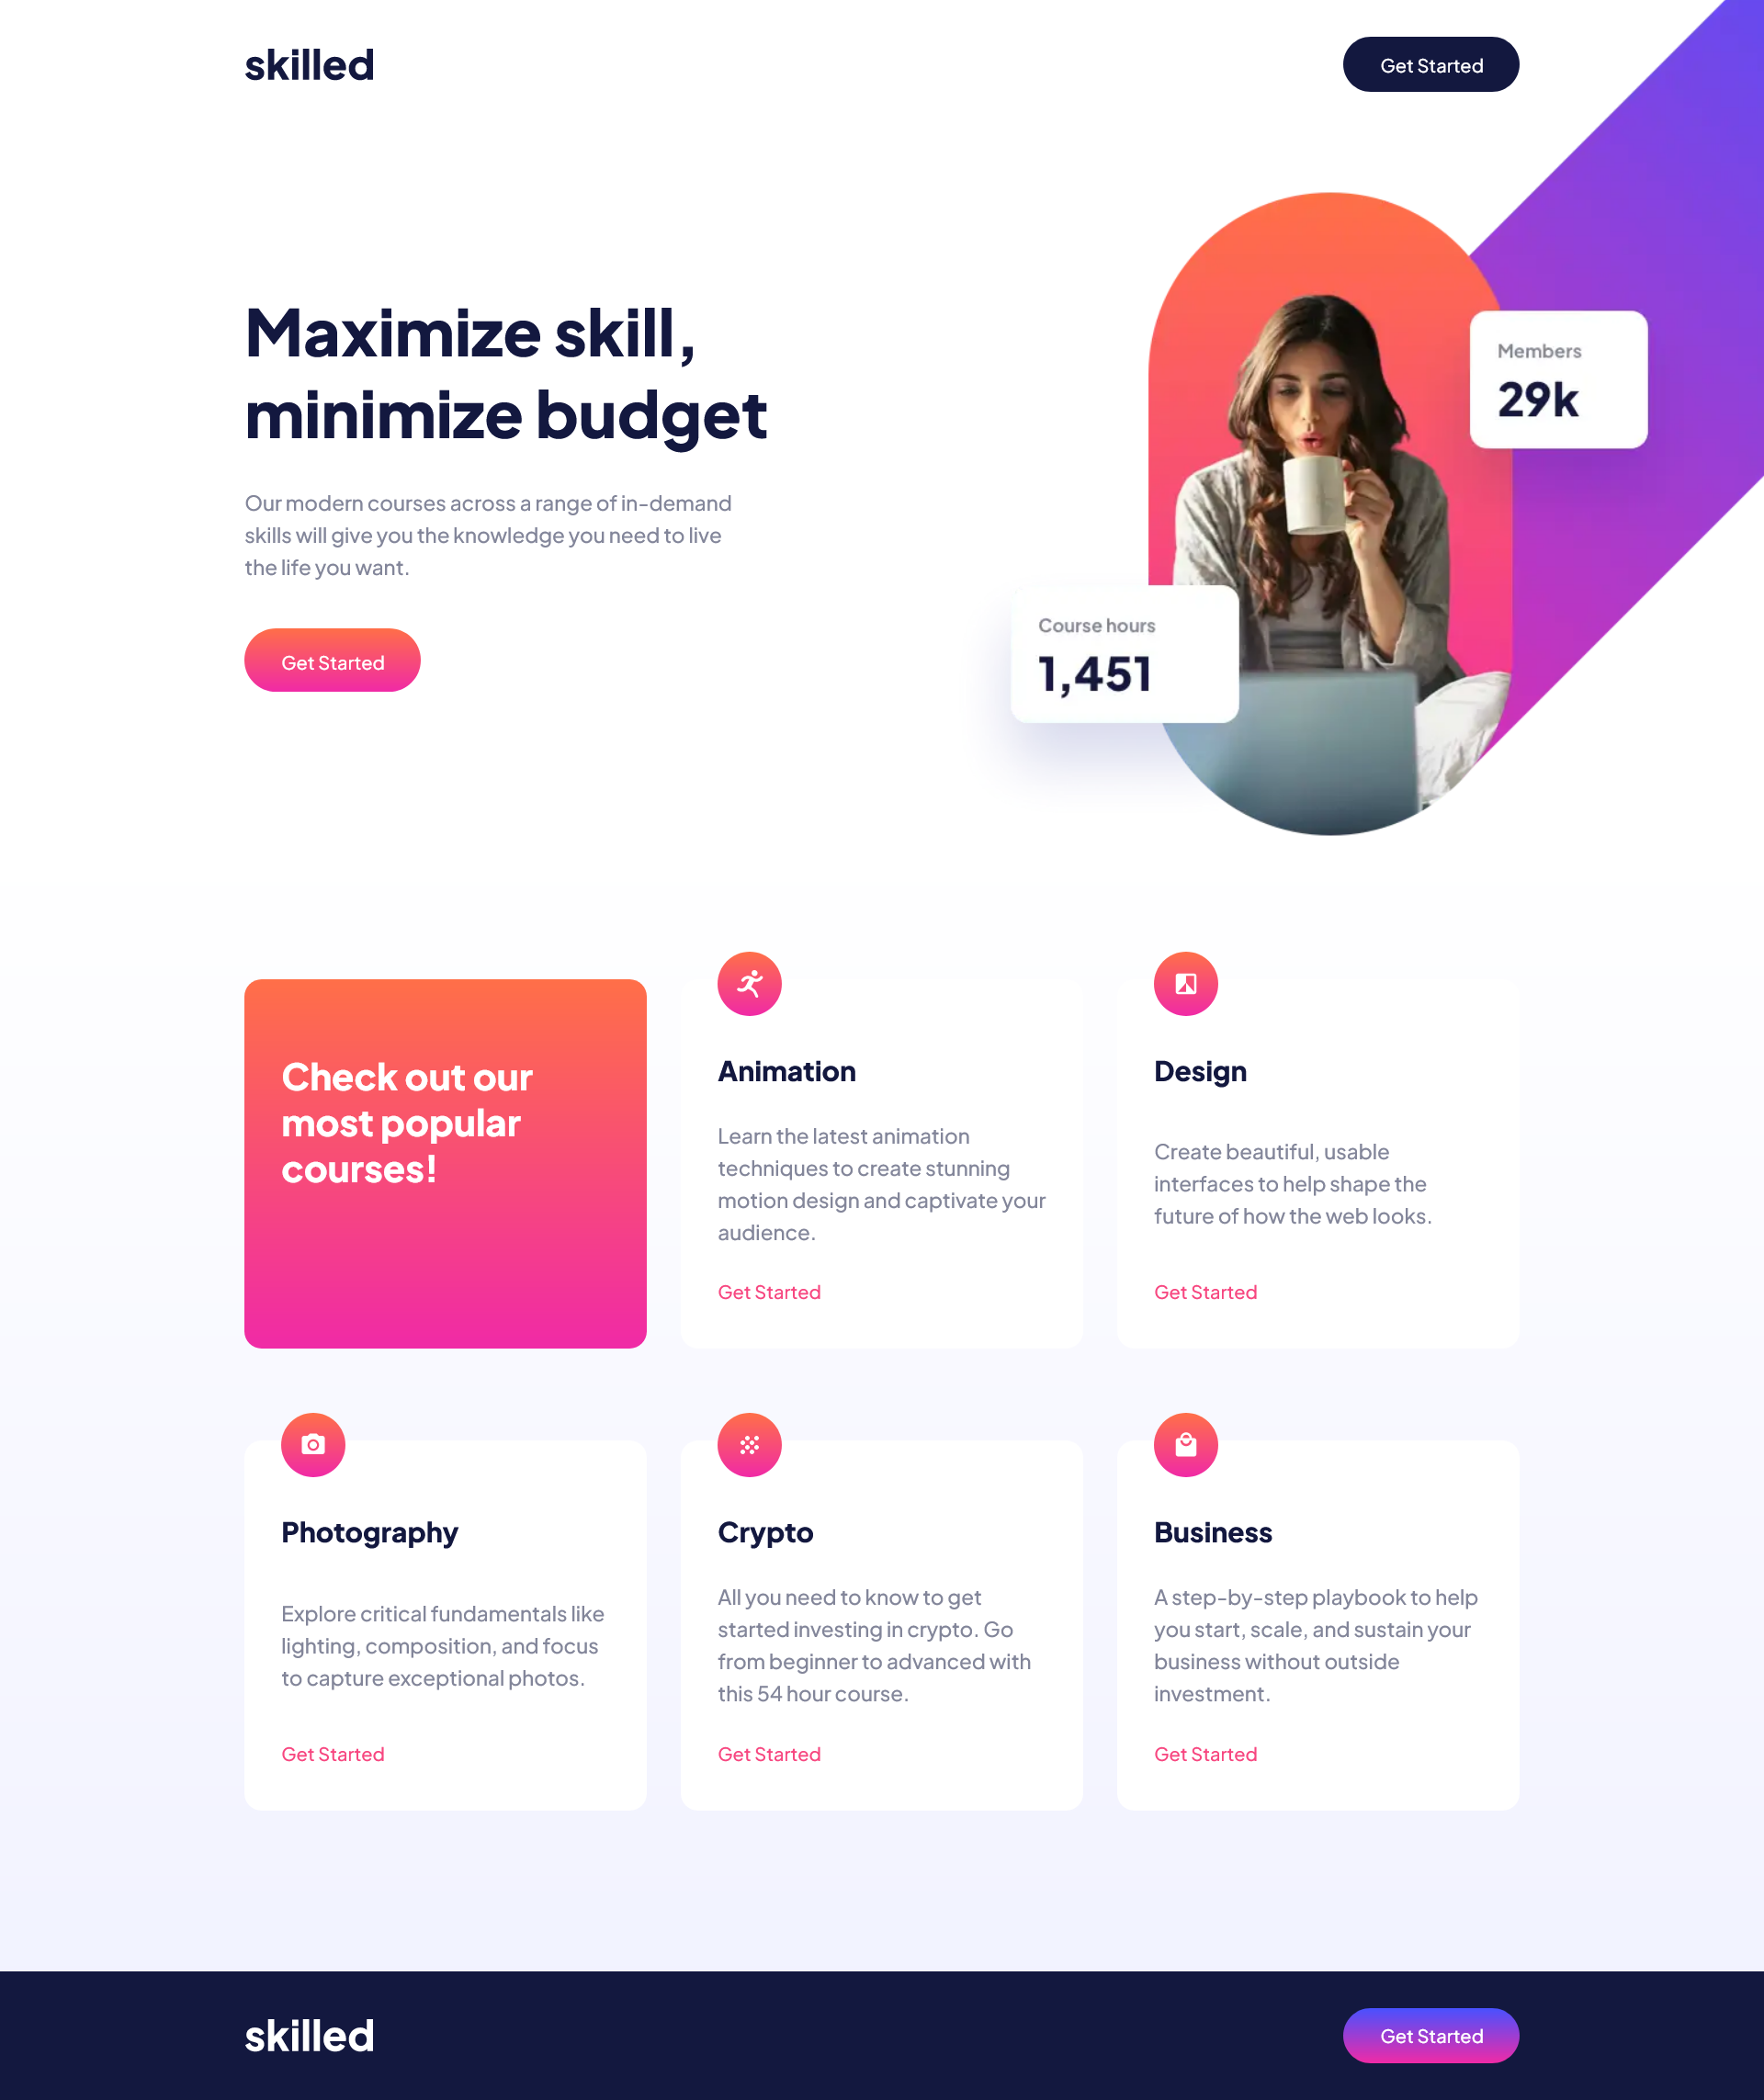 skilled
Get Started
Maximize skill,
minimize budget
Our modern courses across a range of in-demand
skills will give you the knowledge you need to live
the life you want.
Get Started
Members
29k
Course hours
1,451
Check out our
most popular
courses!
Animation
Learn the latest animation
techniques to create stunning
motion design and captivate your
audience.
Get Started
Design
Create beautiful, usable
interfaces to help shape the
future of how the web looks.
Get Started
Photography
Explore critical fundamentals like
lighting, composition, and focus
to capture exceptional photos.
Get Started
Crypto
All you need to know to get
started investing in crypto. Go
from beginner to advanced with
this 54 hour course.
Get Started
Business
A step-by-step playbook to help
you start, scale, and sustain your
business without outside
investment.
Get Started
skilled
Get Started